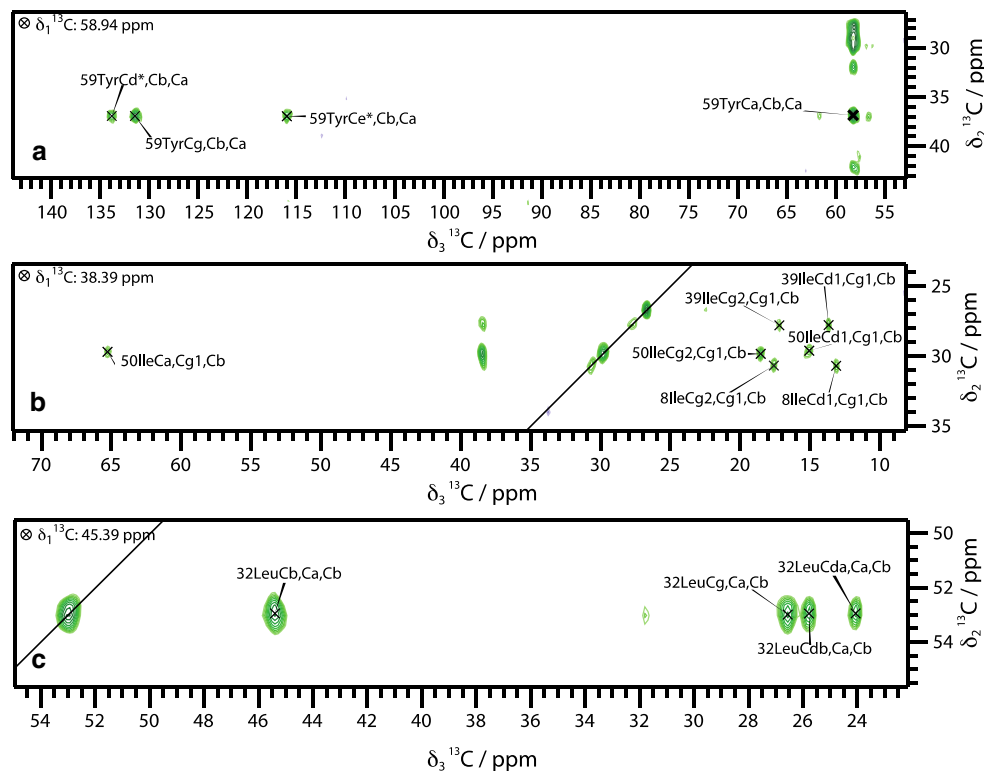 ⊗ δ₁¹³C: 58.94 ppm
59TyrCd*,Cb,Ca
59TyrCg,Cb,Ca
59TyrCe*,Cb,Ca
59TyrCa,Cb,Ca
a
30
35
40
δ₂ ¹³C / ppm
140 135 130 125 120 115 110 105 100 95 90 85 80 75 70 65 60 55
δ₃ ¹³C / ppm
⊗ δ₁¹³C: 38.39 ppm
39IleCd1,Cg1,Cb
39IleCg2,Cg1,Cb
50IleCd1,Cg1,Cb
50IleCa,Cg1,Cb
50IleCg2,Cg1,Cb
8IleCg2,Cg1,Cb
8IleCd1,Cg1,Cb
b
25
30
35
δ₂ ¹³C / ppm
70 65 60 55 50 45 40 35 30 25 20 15 10
δ₃ ¹³C / ppm
⊗ δ₁¹³C: 45.39 ppm
32LeuCb,Ca,Cb
32LeuCg,Ca,Cb
32LeuCda,Ca,Cb
32LeuCdb,Ca,Cb
c
50
52
54
δ₂ ¹³C / ppm
54 52 50 48 46 44 42 40 38 36 34 32 30 28 26 24
δ₃ ¹³C / ppm